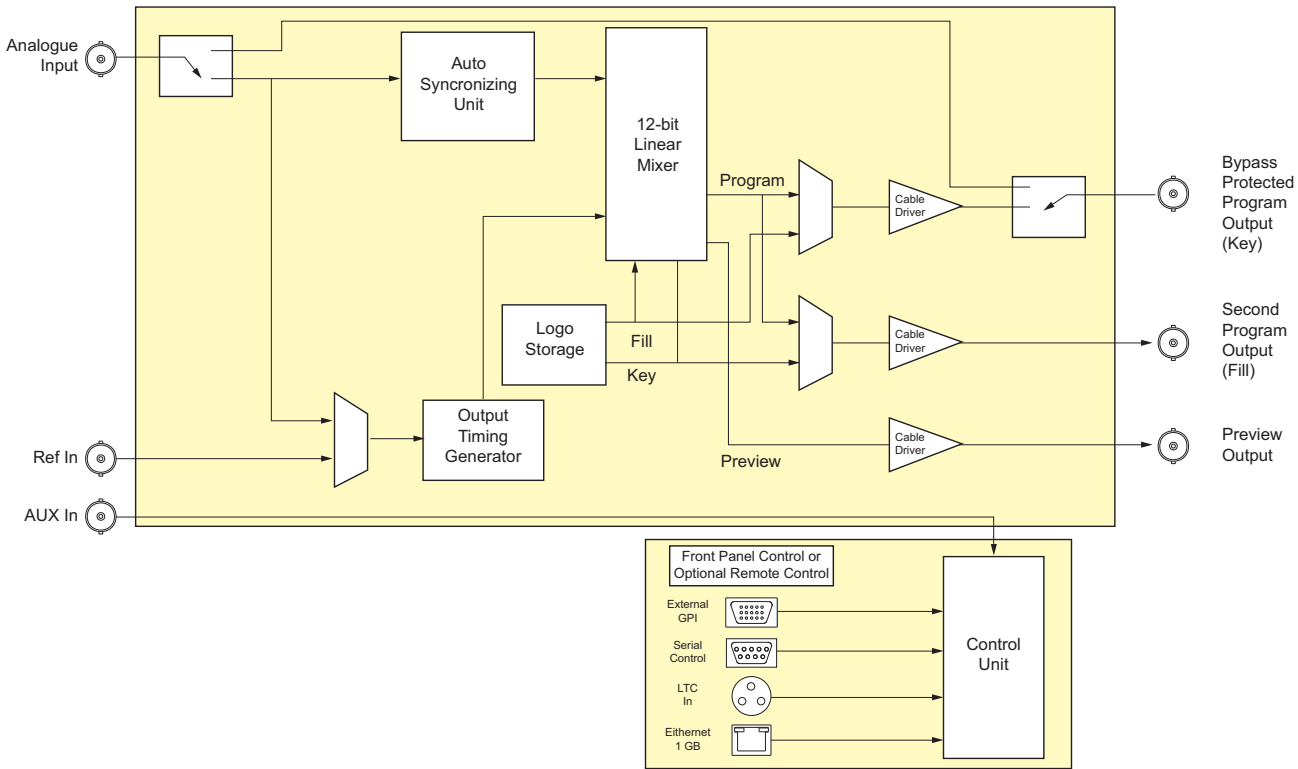 Analogue
Input
Auto
Syncronizing
Unit
12-bit
Linear
Mixer
Program
Cable
Driver
Bypass
Protected
Program
Output
(Key)
Logo
Storage
Fill
Key
Cable
Driver
Second
Program
Output
(Fill)
Output
Timing
Generator
Ref In
Preview
Cable
Driver
Preview
Output
AUX In
Front Panel Control or
Optional Remote Control
External
GPI
Serial
Control
LTC
In
Eithernet
1 GB
Control
Unit